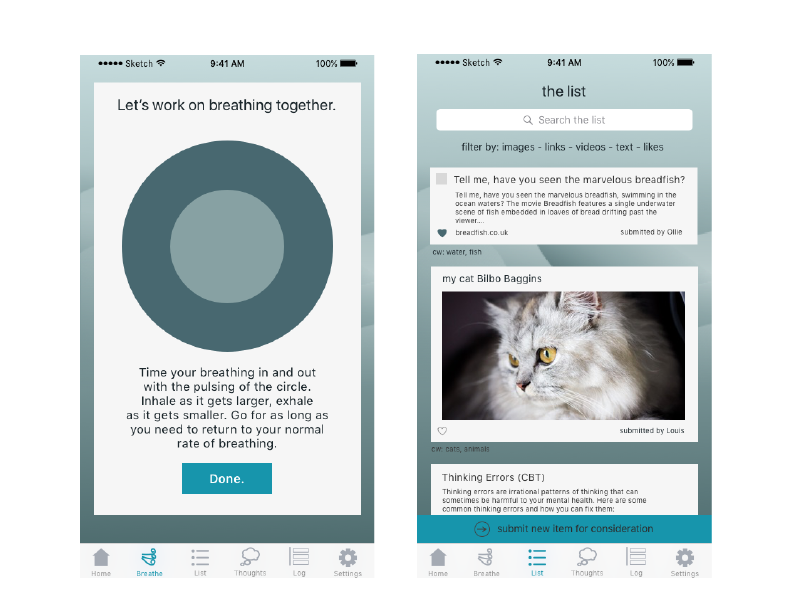 Sketch 9:41 AM 100%
Let's work on breathing together.
Time your breathing in and out
with the pulsing of the circle.
Inhale as it gets larger, exhale
as it gets smaller. Go for as long as
you need to return to your normal
rate of breathing.
Done.
Home Breathe List Thoughts Log Settings
Sketch 9:41 AM 100%
the list
Search the list
filter by: images - links - videos - text - likes
Tell me, have you seen the marvelous breadfish?
Tell me, have you seen the marvelous breadfish, swimming in the
ocean waters? The movie Breadfish features a single underwater
scene of fish embedded in loaves of bread drifting past the
viewer....
breadfish.co.uk submitted by Ollie
cw: water, fish
my cat Bilbo Baggins
submitted by Louis
cw: cats, animals
Thinking Errors (CBT)
Thinking errors are irrational patterns of thinking that can
sometimes be harmful to your mental health. Here are some
common thinking errors and how you can fix them:
submit new item for consideration
Home Breathe List Thoughts Log Settings